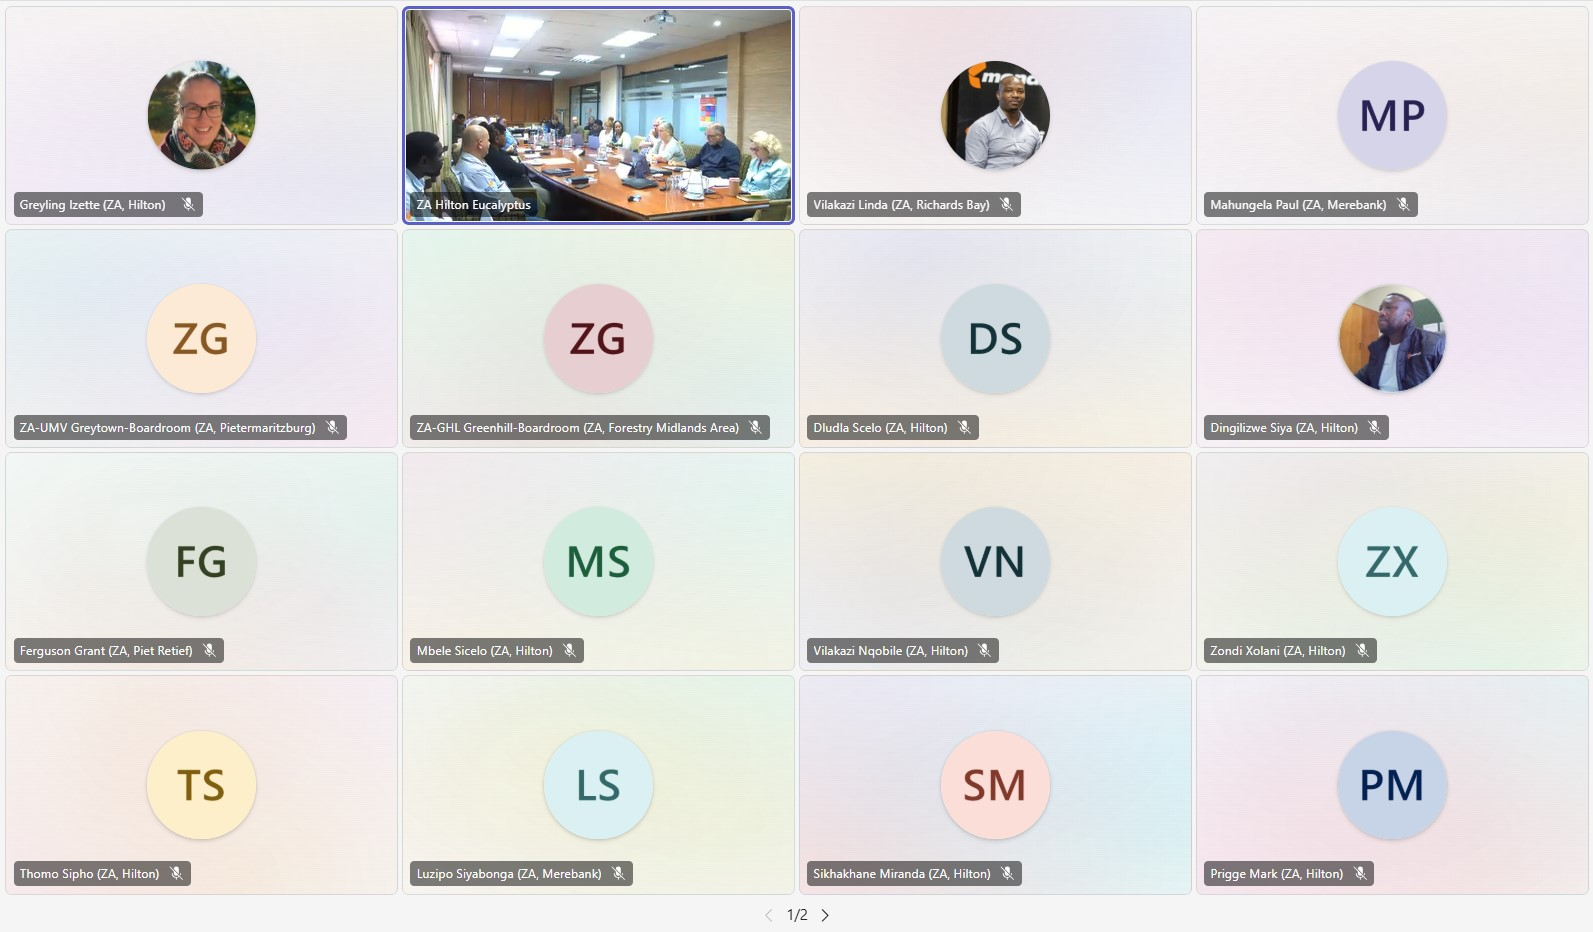 Greyling Izette (ZA, Hilton)
ZA Hilton Eucalyptus
mond
Vilakazi Linda (ZA, Richards Bay)
MP
Mahungela Paul (ZA, Merebank)
ZG
ZA-UMV Greytown-Boardroom (ZA, Pietermaritzburg)
ZG
ZA-GHL Greenhill-Boardroom (ZA, Forestry Midlands Area)
DS
Dludla Scelo (ZA, Hilton)
Dingilizwe Siya (ZA, Hilton)
FG
Ferguson Grant (ZA, Piet Retief)
MS
Mbele Sicelo (ZA, Hilton)
VN
Vilakazi Nqobile (ZA, Hilton)
ZX
Zondi Xolani (ZA, Hilton)
TS
Thomo Sipho (ZA, Hilton)
LS
Luzipo Siyabonga (ZA, Merebank)
SM
Sikhakhane Miranda (ZA, Hilton)
PM
Prigge Mark (ZA, Hilton)
1/2